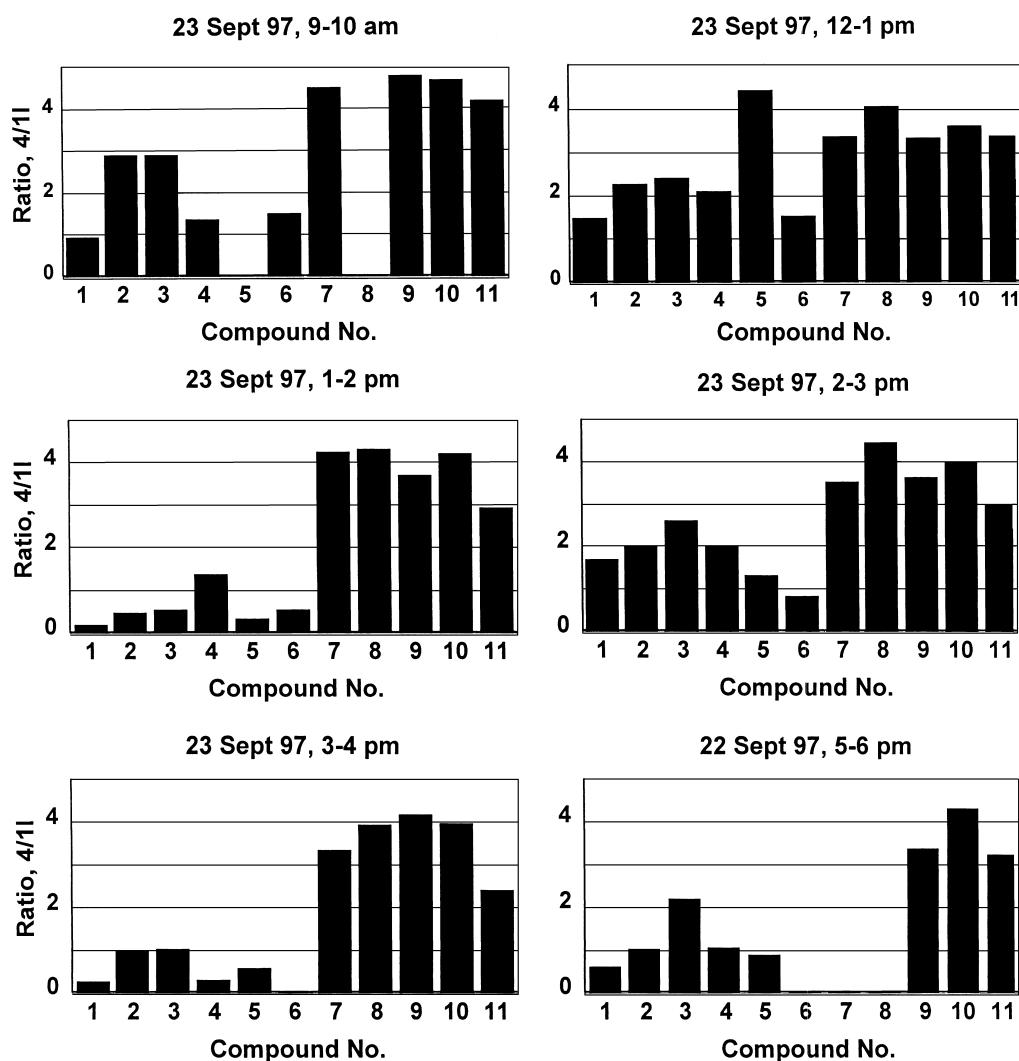 23 Sept 97, 9-10 am
Ratio, 4/1l
4
2
0
1 2 3 4 5 6 7 8 9 10 11
Compound No.
23 Sept 97, 12-1 pm
4
2
0
1 2 3 4 5 6 7 8 9 10 11
Compound No.
23 Sept 97, 1-2 pm
Ratio, 4/1l
4
2
0
1 2 3 4 5 6 7 8 9 10 11
Compound No.
23 Sept 97, 2-3 pm
4
2
0
1 2 3 4 5 6 7 8 9 10 11
Compound No.
23 Sept 97, 3-4 pm
Ratio, 4/1l
4
2
0
1 2 3 4 5 6 7 8 9 10 11
Compound No.
22 Sept 97, 5-6 pm
4
2
0
1 2 3 4 5 6 7 8 9 10 11
Compound No.